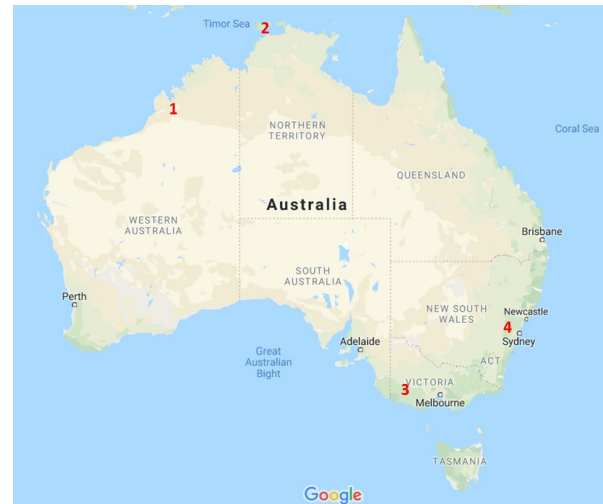 Timor Sea
2
1
NORTHERN
TERRITORY
Coral Sea
QUEENSLAND
Australia
WESTERN
AUSTRALIA
Brisbane
SOUTH
AUSTRALIA
Perth
NEW SOUTH
WALES
Newcastle
4
Sydney
Adelaide
Great
Australian
Bight
ACT
VICTORIA
3
Melbourne
TASMANIA
Google